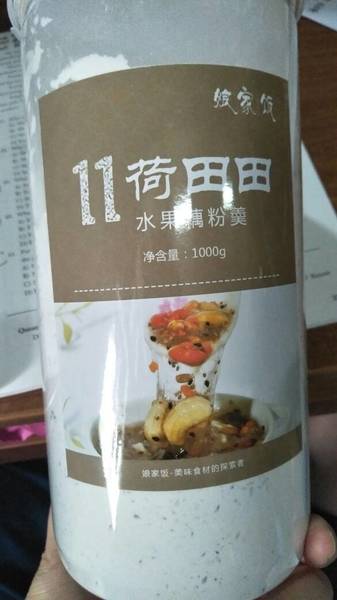 娘家饭
11荷田田
水果藕粉羹
净含量：1000g
娘家饭-美味食材的探索者